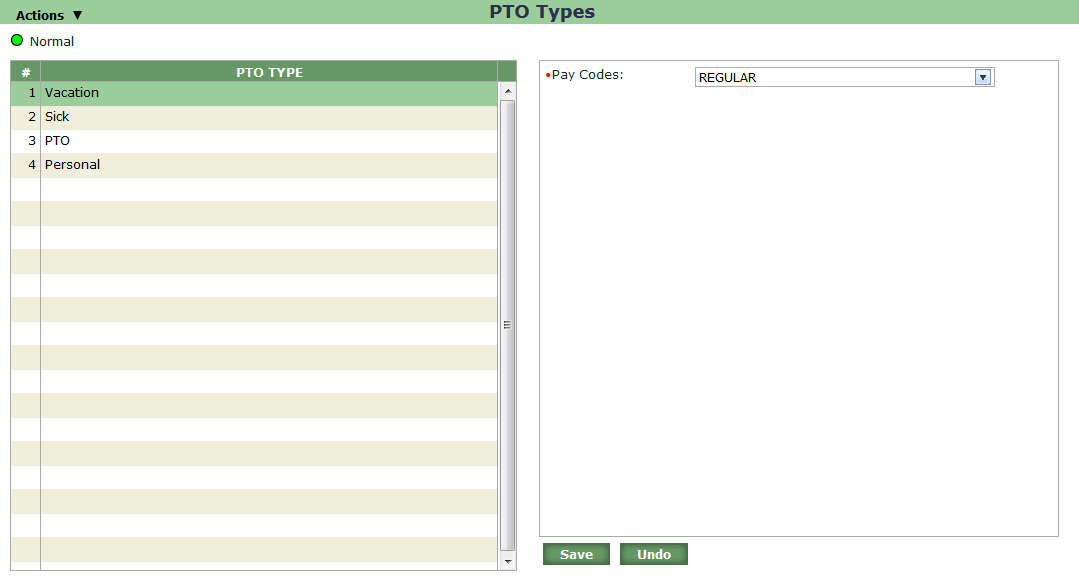 Actions ▼
PTO Types
Normal
# PTO TYPE
1 Vacation
2 Sick
3 PTO
4 Personal
•Pay Codes: REGULAR
Save Undo